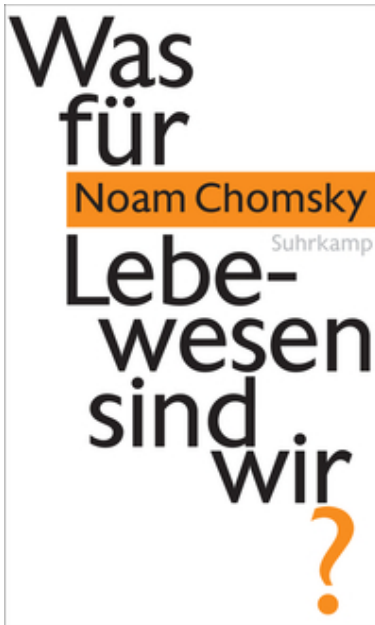 Was
für
Noam Chomsky
Suhrkamp
Lebe-
wesen
sind
wir
?